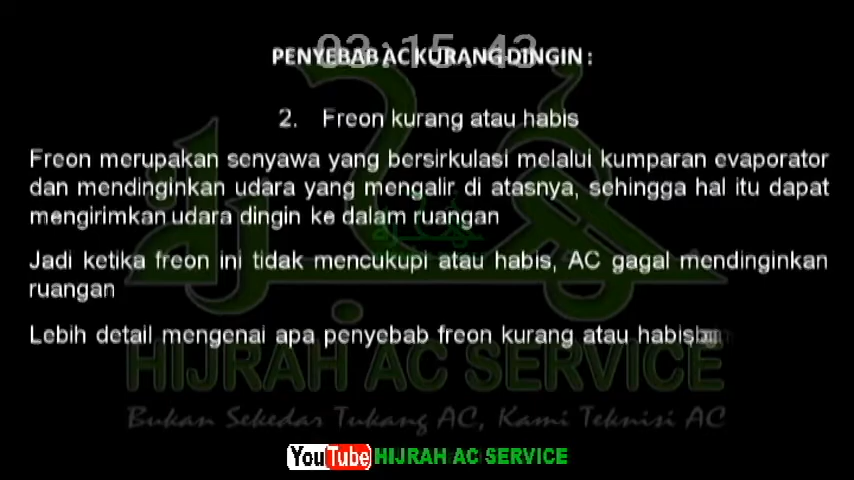 03:15.43
PENYEBAB AC KURANG DINGIN :
2. Freon kurang atau habis
Freon merupakan senyawa yang bersirkulasi melalui kumparan evaporator
dan mendinginkan udara yang mengalir di atasnya, sehingga hal itu dapat
mengirimkan udara dingin ke dalam ruangan
Jadi ketika freon ini tidak mencukupi atau habis, AC gagal mendinginkan
ruangan
Lebih detail mengenai apa penyebab freon kurang atau habis,
HIJRAH AC SERVICE
Bukan Sekedar Tukang AC, Kami Teknisi AC
YouTube HIJRAH AC SERVICE